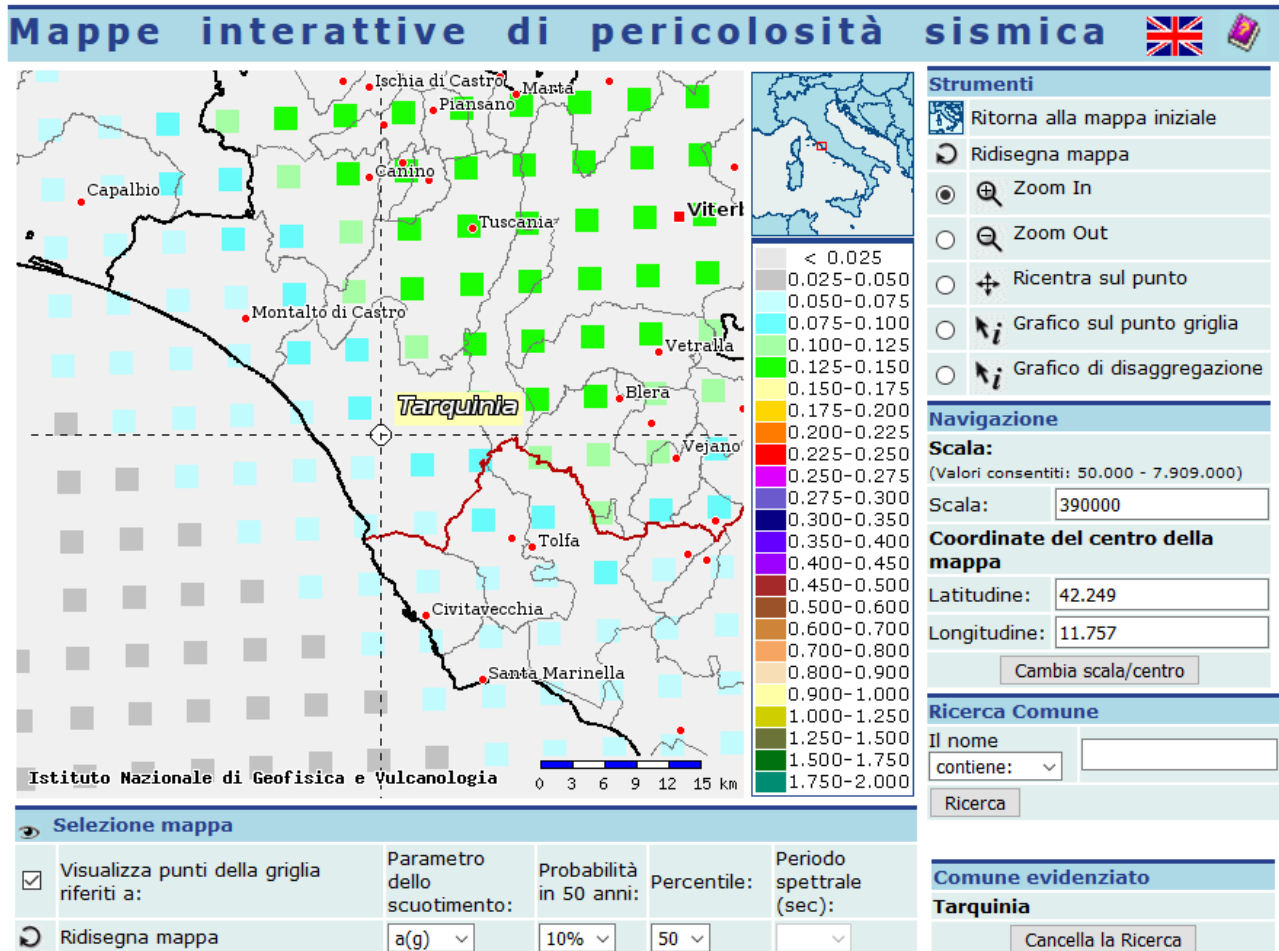 Mappe interattive di pericolosità sismica
Ischia di Castro
Marta
Piansano
Canino
Capalbio
Tuscania
Montalto di Castro
Vetralla
Blera
Tarquinia
Vejano
Tolfa
Civitavecchia
Santa Marinella
Istituto Nazionale di Geofisica e Vulcanologia
0 3 6 9 12 15 km
< 0.025
0.025-0.050
0.050-0.075
0.075-0.100
0.100-0.125
0.125-0.150
0.150-0.175
0.175-0.200
0.200-0.225
0.225-0.250
0.250-0.275
0.275-0.300
0.300-0.350
0.350-0.400
0.400-0.450
0.450-0.500
0.500-0.600
0.600-0.700
0.700-0.800
0.800-0.900
0.900-1.000
1.000-1.250
1.250-1.500
1.500-1.750
1.750-2.000
Strumenti
Ritorna alla mappa iniziale
Ridisegna mappa
Zoom In
Zoom Out
Ricentra sul punto
Grafico sul punto griglia
Grafico di disaggregazione
Navigazione
Scala:
(Valori consentiti: 50.000 - 7.909.000)
Scala: 390000
Coordinate del centro della
mappa
Latitudine: 42.249
Longitudine: 11.757
Cambia scala/centro
Ricerca Comune
Il nome
contiene:
Ricerca
Comune evidenziato
Tarquinia
Cancella la Ricerca
Selezione mappa
Visualizza punti della griglia
riferiti a:
Parametro
dello
scuotimento:
Probabilità
in 50 anni:
Percentile:
Periodo
spettrale
(sec):
Ridisegna mappa
a(g)
10%
50